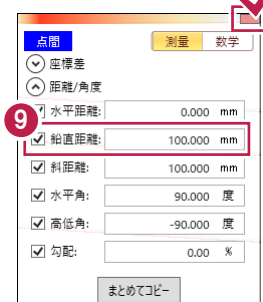 点間 測量 数学
座標差
距離/角度
水平距離: 0.000 mm
9
鉛直距離: 100.000 mm
斜距離: 100.000 mm
水平角: 90.000 度
高低角: -90.000 度
勾配: 0.00 %
まとめてコピー